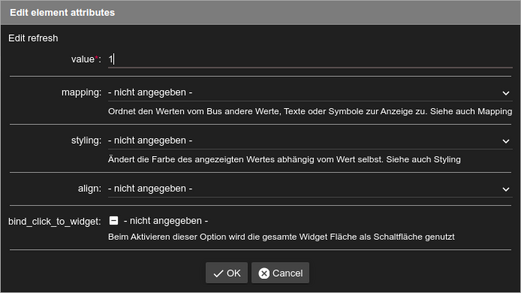 Edit element attributes
Edit refresh
value*: 1
mapping: - nicht angegeben -
Ordnet den Werten vom Bus andere Werte, Texte oder Symbole zur Anzeige zu. Siehe auch Mapping
styling: - nicht angegeben -
Ändert die Farbe des angezeigten Wertes abhängig vom Wert selbst. Siehe auch Styling
align: - nicht angegeben -
bind_click_to_widget: - nicht angegeben -
Beim Aktivieren dieser Option wird die gesamte Widget Fläche als Schaltfläche genutzt
OK Cancel